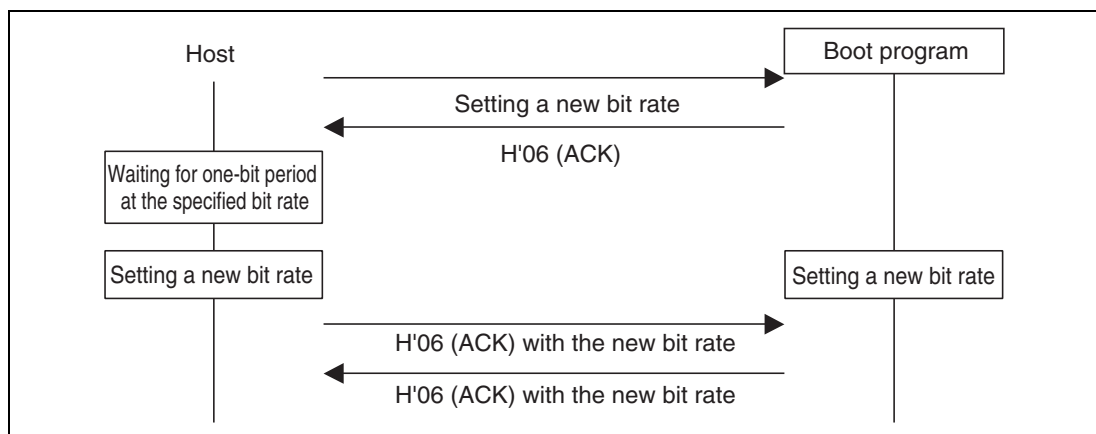 Host
Boot program
Setting a new bit rate
H'06 (ACK)
Waiting for one-bit period
at the specified bit rate
Setting a new bit rate
Setting a new bit rate
H'06 (ACK) with the new bit rate
H'06 (ACK) with the new bit rate